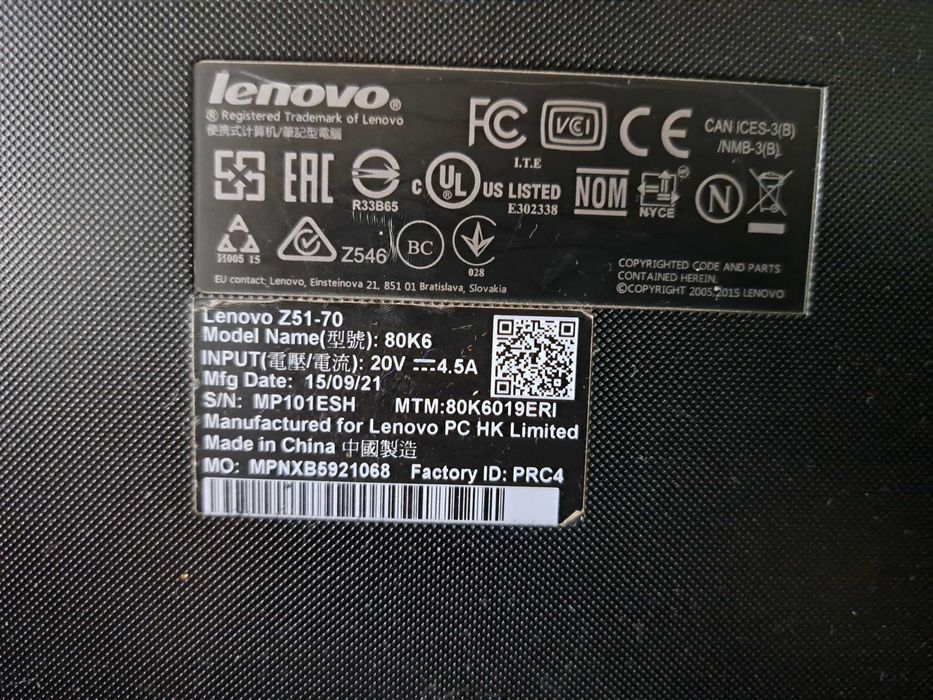 lenovo®
® Registered Trademark of Lenovo
便携式计算机/筆記型電腦
FC VCI CE CAN ICES-3(B)
/NMB-3(B)
I.T.E
EAC R33B65 C UL® US LISTED
E302338
NOM NYCE N
И005 15
Z546 BC 028
COPYRIGHTED CODE AND PARTS
CONTAINED HEREIN.
©COPYRIGHT 2005,2015 LENOVO
EU contact: Lenovo, Einsteinova 21, 851 01 Bratislava, Slovakia
Lenovo Z51-70
Model Name(型號): 80K6
INPUT(電壓/電流): 20V ⎓4.5A
Mfg Date: 15/09/21
S/N: MP101ESH MTM:80K6019ERI
Manufactured for Lenovo PC HK Limited
Made in China 中國製造
MO: MPNXB5921068 Factory ID: PRC4